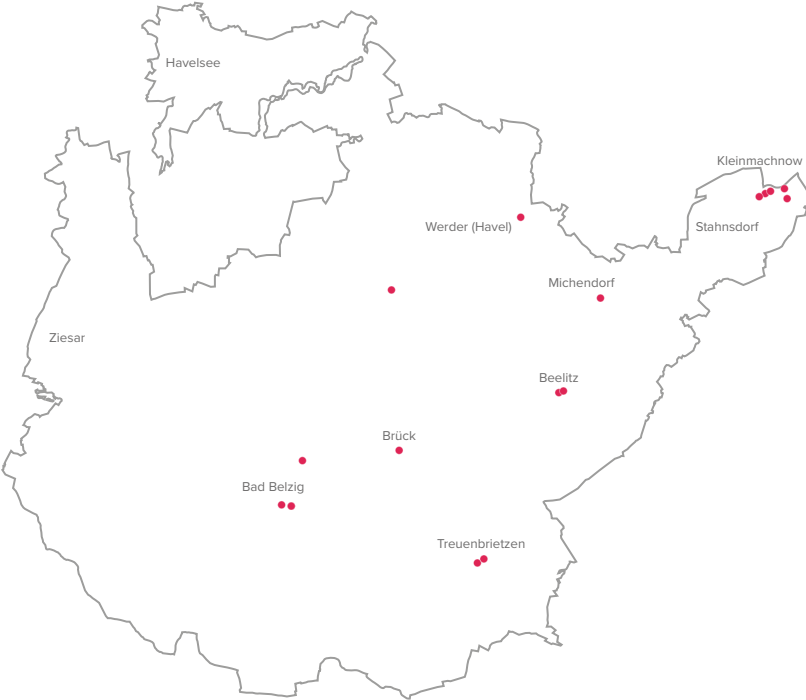 Havelsee
Kleinmachnow
Werder (Havel)
Stahnsdorf
Michendorf
Ziesar
Beelitz
Brück
Bad Belzig
Treuenbrietzen